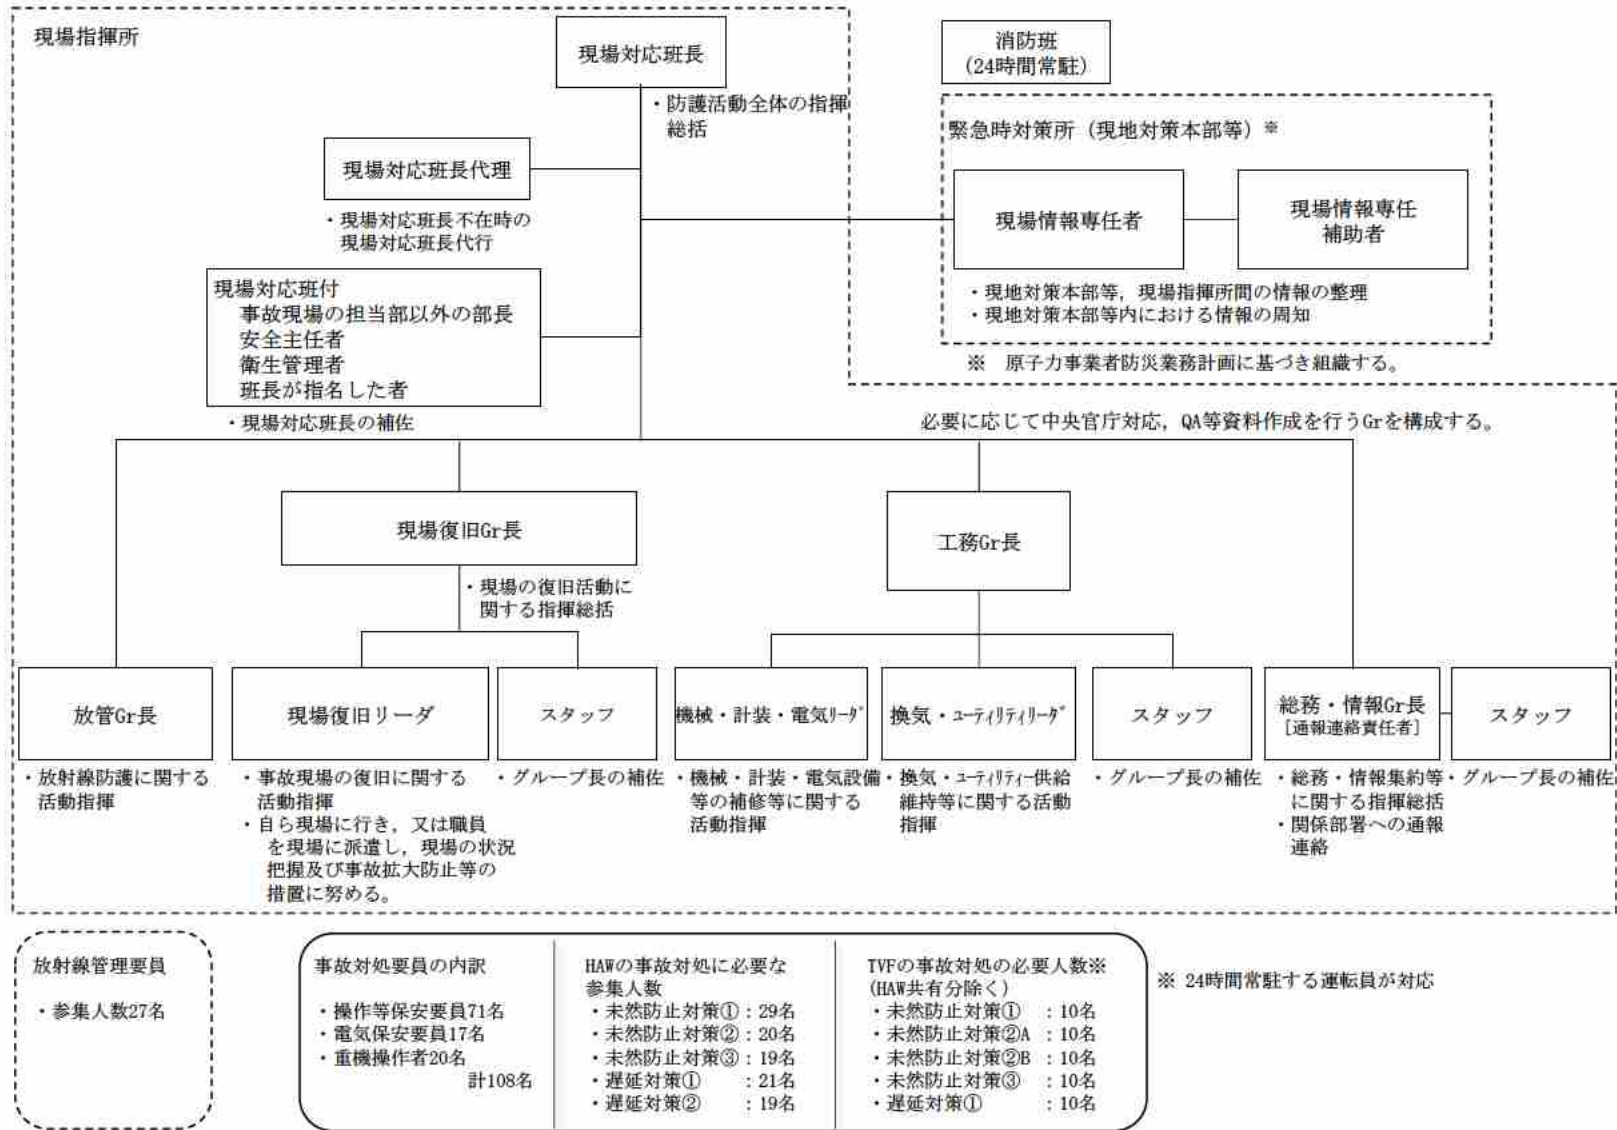 現場指揮所
現場対応班長
・防護活動全体の指揮
総括
消防班
(24時間常駐)
緊急時対策所（現地対策本部等）※
現場対応班長代理
・現場対応班長不在時の
現場対応班長代行
現場情報専任者
現場情報専任
補助者
・現地対策本部等，現場指揮所間の情報の整理
・現地対策本部等内における情報の周知
※　原子力事業者防災業務計画に基づき組織する。
現場対応班付
事故現場の担当部以外の部長
安全主任者
衛生管理者
班長が指名した者
・現場対応班長の補佐
必要に応じて中央官庁対応，QA等資料作成を行うGrを構成する。
現場復旧Gr長
・現場の復旧活動に
関する指揮総括
工務Gr長
放管Gr長
・放射線防護に関する
活動指揮
現場復旧リーダ
・事故現場の復旧に関する
活動指揮
・自ら現場に行き，又は職員
を現場に派遣し，現場の状況
把握及び事故拡大防止等の
措置に努める。
スタッフ
・グループ長の補佐
機械・計装・電気ﾘｰﾀﾞ
・機械・計装・電気設備
等の補修等に関する
活動指揮
換気・ﾕｰﾃｨﾘﾃｨﾘｰﾀﾞ
・換気・ﾕｰﾃｨﾘﾃｨｰ供給
維持等に関する活動
指揮
スタッフ
・グループ長の補佐
総務・情報Gr長
[通報連絡責任者]
・総務・情報集約等
に関する指揮総括
・関係部署への通報
連絡
スタッフ
・グループ長の補佐
放射線管理要員
・参集人数27名
事故対処要員の内訳
・操作等保安要員71名
・電気保安要員17名
・重機操作者20名
計108名
HAWの事故対処に必要な
参集人数
・未然防止対策①：29名
・未然防止対策②：20名
・未然防止対策③：19名
・遅延対策①　　：21名
・遅延対策②　　：19名
TVFの事故対処の必要人数※
(HAW共有分除く)
・未然防止対策①　：10名
・未然防止対策②A ：10名
・未然防止対策②B ：10名
・未然防止対策③　：10名
・遅延対策①　　　：10名
※ 24時間常駐する運転員が対応